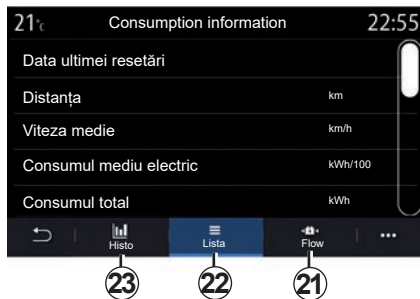 21°c Consumption information 22:55
Data ultimei resetări
Distanța km
Viteza medie km/h
Consumul mediu electric kWh/100
Consumul total kWh
Histo Lista Flow
23 22 21